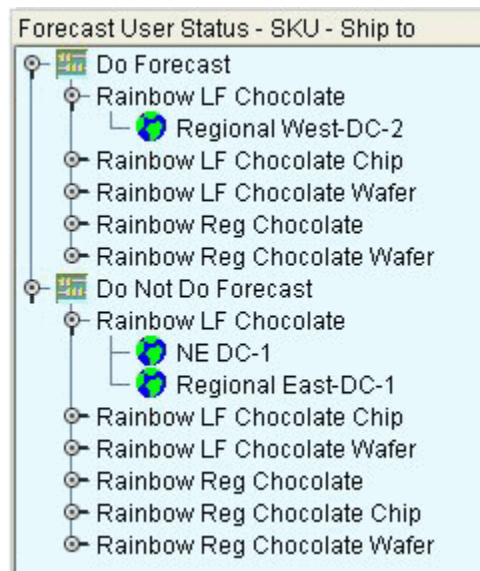 Forecast User Status - SKU - Ship to
Do Forecast
Rainbow LF Chocolate
Regional West-DC-2
Rainbow LF Chocolate Chip
Rainbow LF Chocolate Wafer
Rainbow Reg Chocolate
Rainbow Reg Chocolate Wafer
Do Not Do Forecast
Rainbow LF Chocolate
NE DC-1
Regional East-DC-1
Rainbow LF Chocolate Chip
Rainbow LF Chocolate Wafer
Rainbow Reg Chocolate
Rainbow Reg Chocolate Chip
Rainbow Reg Chocolate Wafer